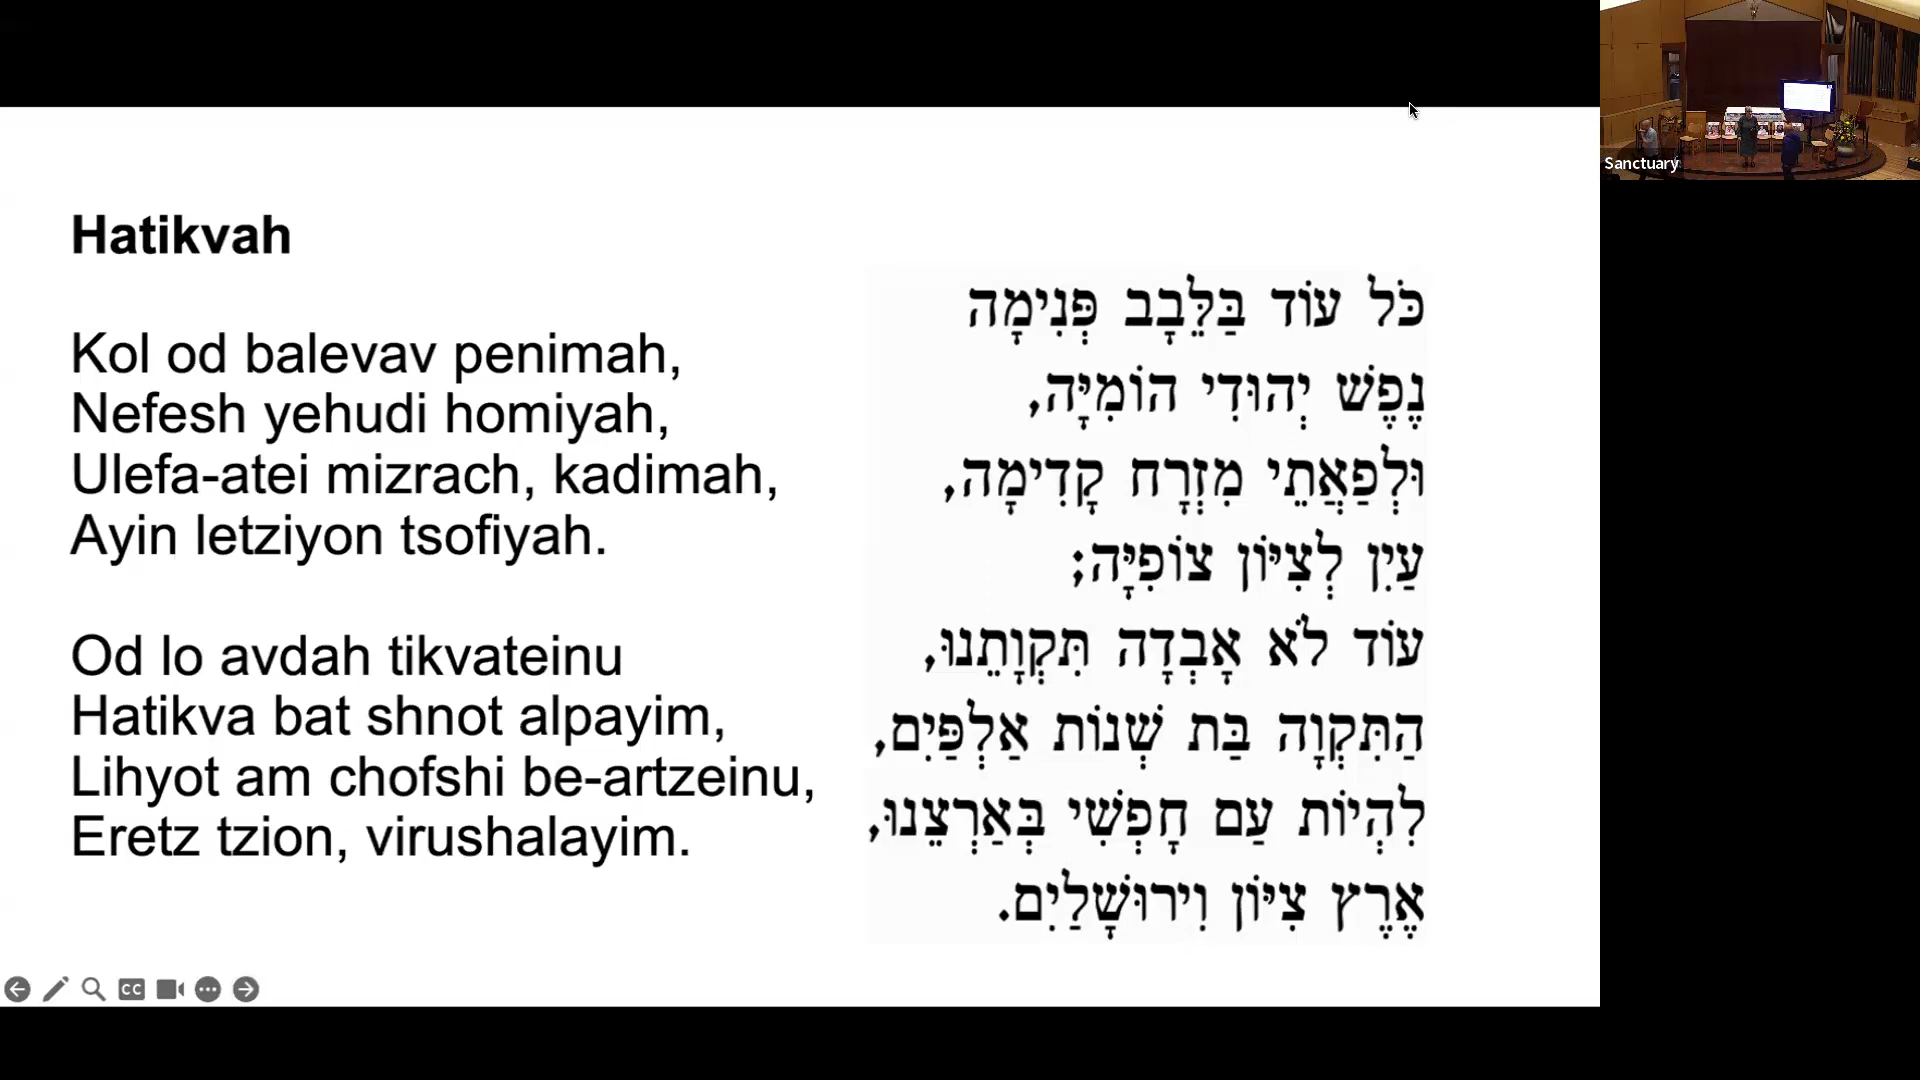 Hatikvah
Kol od balevav penimah,
Nefesh yehudi homiyah,
Ulefa-atei mizrach, kadimah,
Ayin letziyon tsofiyah.
Od lo avdah tikvateinu
Hatikva bat shnot alpayim,
Lihyot am chofshi be-artzeinu,
Eretz tzion, virushalayim.
כֹּל עוֹד בַּלֵּבָב פְּנִימָה
נֶפֶשׁ יְהוּדִי הוֹמִיָּה,
וּלְפַאֲתֵי מִזְרָח קָדִימָה,
עַיִן לְצִיּוֹן צוֹפִיָּה;
עוֹד לֹא אָבְדָה תִּקְוָתֵנוּ,
הַתִּקְוָה בַּת שְׁנוֹת אַלְפַּיִם,
לִהְיוֹת עַם חָפְשִׁי בְּאַרְצֵנוּ,
אֶרֶץ צִיּוֹן וִירוּשָׁלַיִם.
CC
Sanctuary